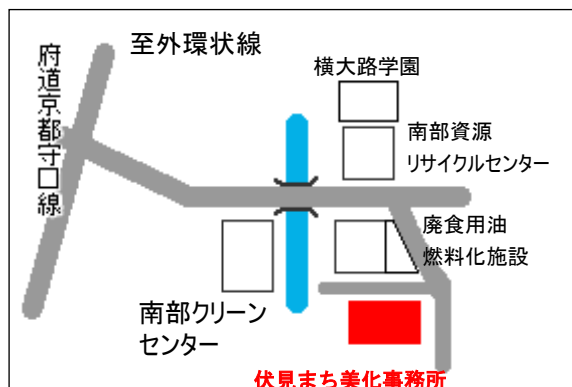 府道京都守口線
至外環状線
横大路学園
南部資源
リサイクルセンター
廃食用油
燃料化施設
南部クリーン
センター
伏見まち美化事務所